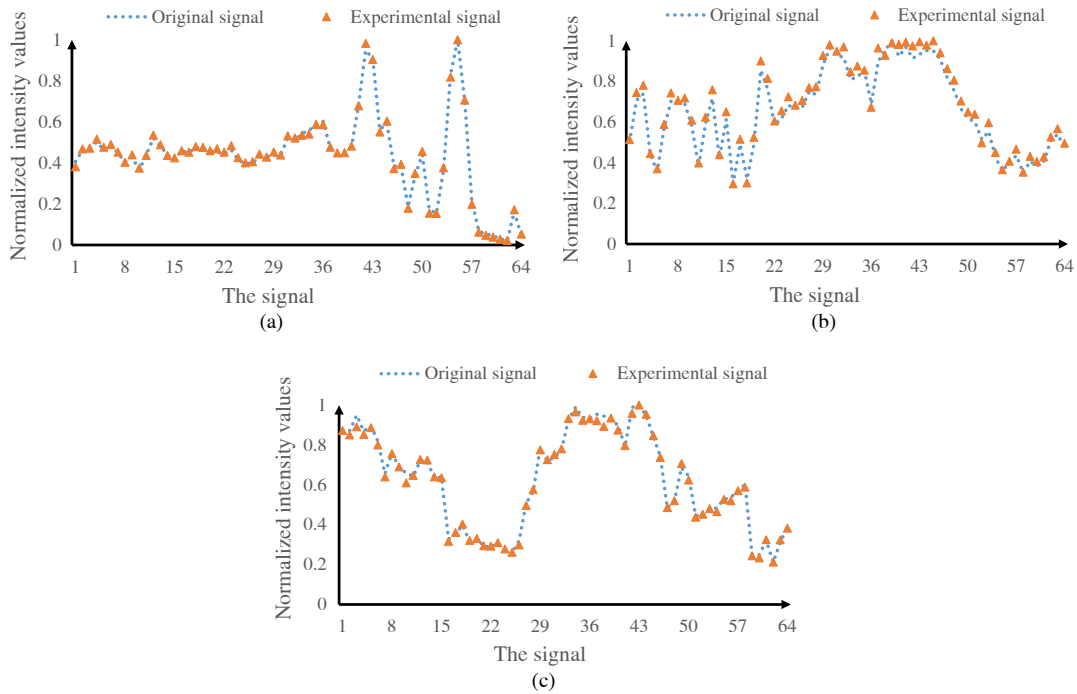 Original signal Experimental signal
Normalized intensity values
1
0.8
0.6
0.4
0.2
0
1 8 15 22 29 36 43 50 57 64
The signal
(a)
Original signal Experimental signal
Normalized intensity values
1
0.8
0.6
0.4
0.2
0
1 8 15 22 29 36 43 50 57 64
The signal
(b)
Original signal Experimental signal
Normalized intensity values
1
0.8
0.6
0.4
0.2
0
1 8 15 22 29 36 43 50 57 64
The signal
(c)